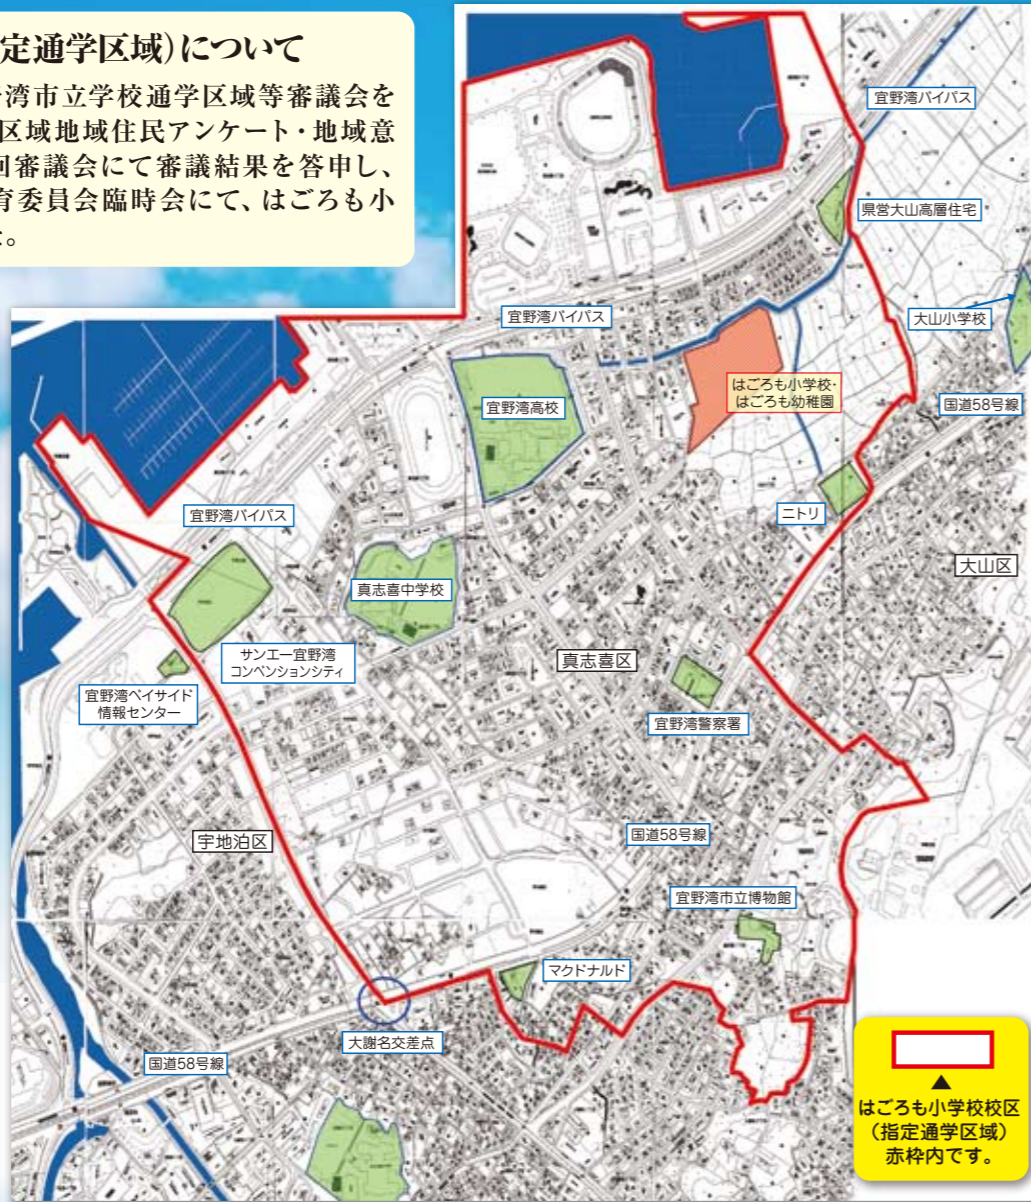 定通学区域)について
湾市立学校通学区域等審議会を
区域地域住民アンケート・地域意
回審議会にて審議結果を答申し、
育委員会臨時会にて、はごろも小
宜野湾バイパス
県営大山高層住宅
大山小学校
宜野湾バイパス
はごろも小学校・
はごろも幼稚園
国道58号線
宜野湾高校
ニトリ
宜野湾バイパス
大山区
真志喜中学校
サンエー宜野湾
コンベンションシティ
真志喜区
宜野湾ベイサイド
情報センター
宜野湾警察署
宇地泊区
国道58号線
宜野湾市立博物館
マクドナルド
大謝名交差点
国道58号線
▲
はごろも小学校校区
(指定通学区域)
赤枠内です。